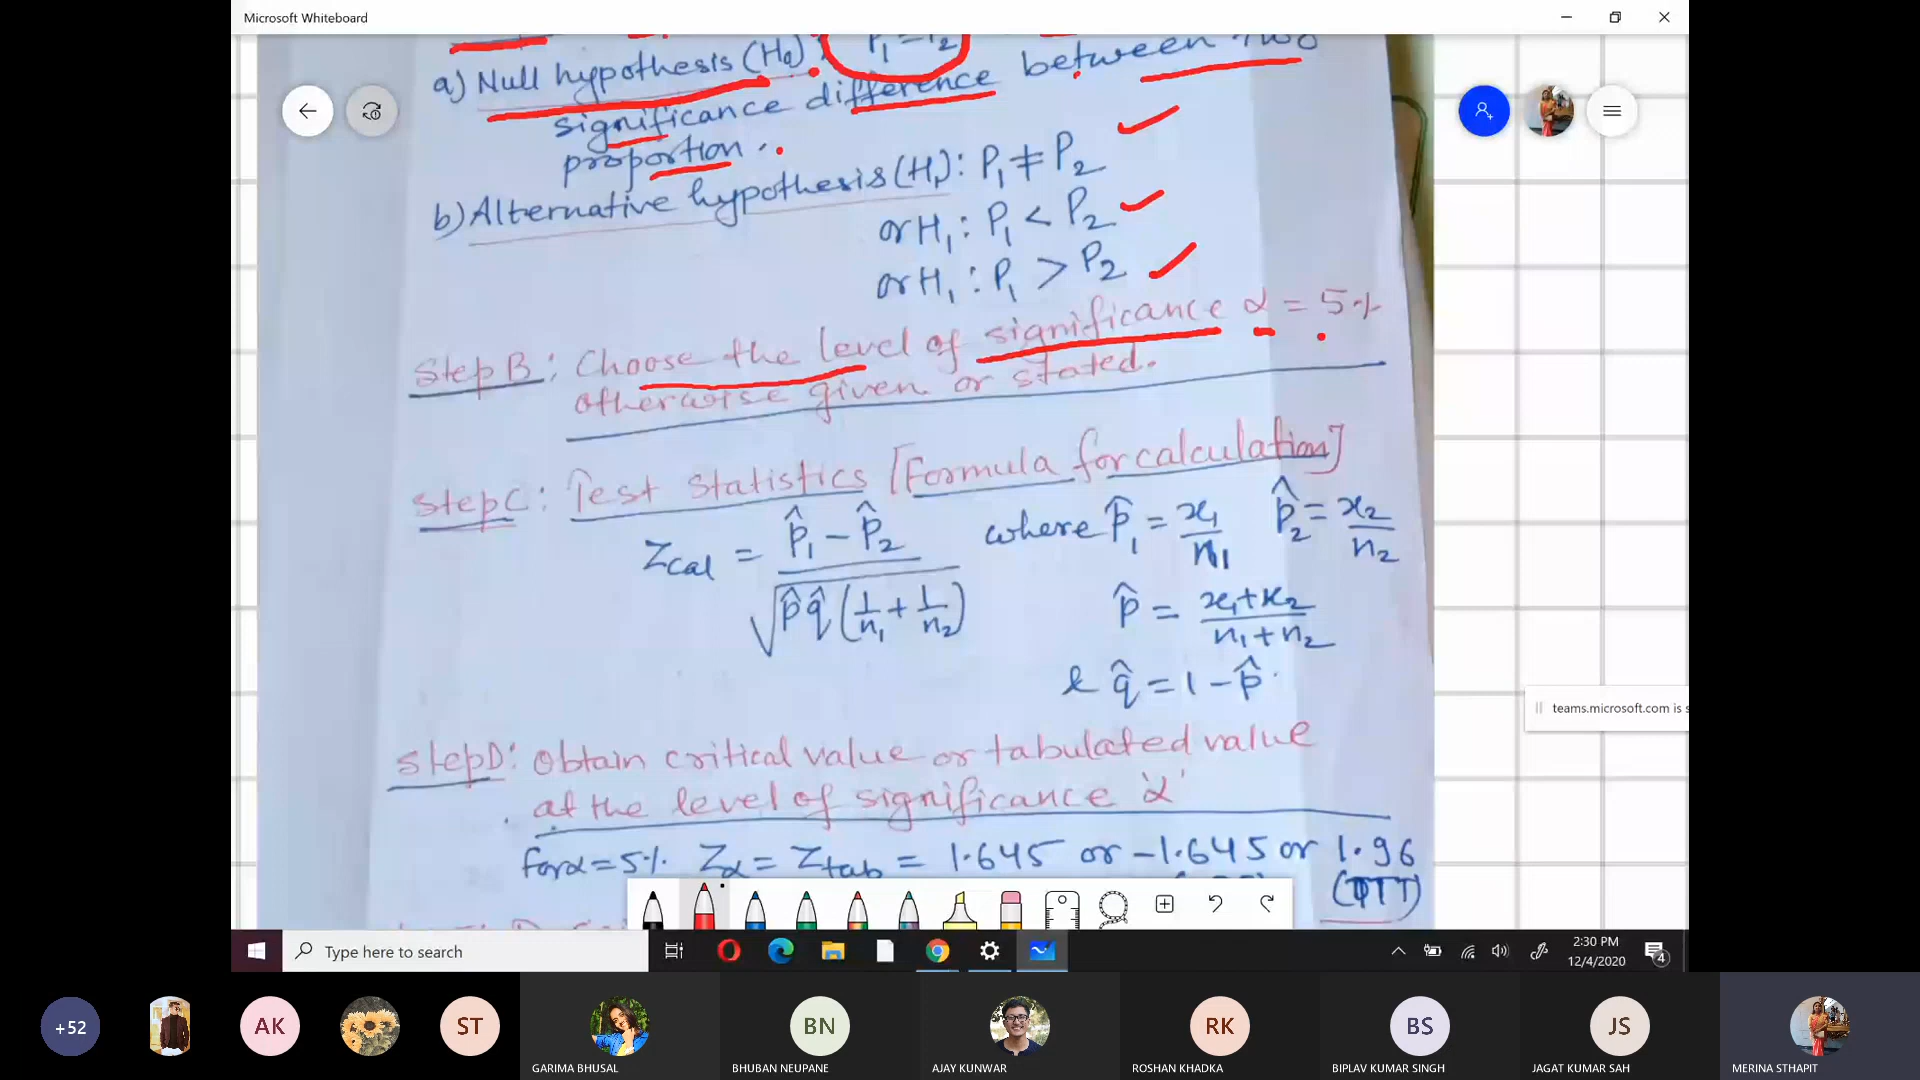 Microsoft Whiteboard
a) Null hypothesis (H0) : P1 = P2
significance difference between two
proportion.
b) Alternative hypothesis (H1): P1 ≠ P2
or H1 : P1 < P2
or H1 : P1 > P2
Step B: Choose the level of significance α = 5%
otherwise given or stated.
Step C: Test Statistics [Formula for calculation]
Zcal = p̂1 − p̂2 / √p̂q̂(1/n1 + 1/n2) where p̂1 = x1/n1 p̂2 = x2/n2
p̂ = x1+x2 / n1+n2
& q̂ = 1 − p̂
teams.microsoft.com is s
Step D: Obtain critical value or tabulated value
at the level of significance 'α'
for α = 5% Zα = Ztab = 1.645 or -1.645 or 1.96
(TTT)
Type here to search
2:30 PM
12/4/2020
4
+52
AK
ST
BN
RK
BS
JS
GARIMA BHUSAL
BHUBAN NEUPANE
AJAY KUNWAR
ROSHAN KHADKA
BIPLAV KUMAR SINGH
JAGAT KUMAR SAH
MERINA STHAPIT